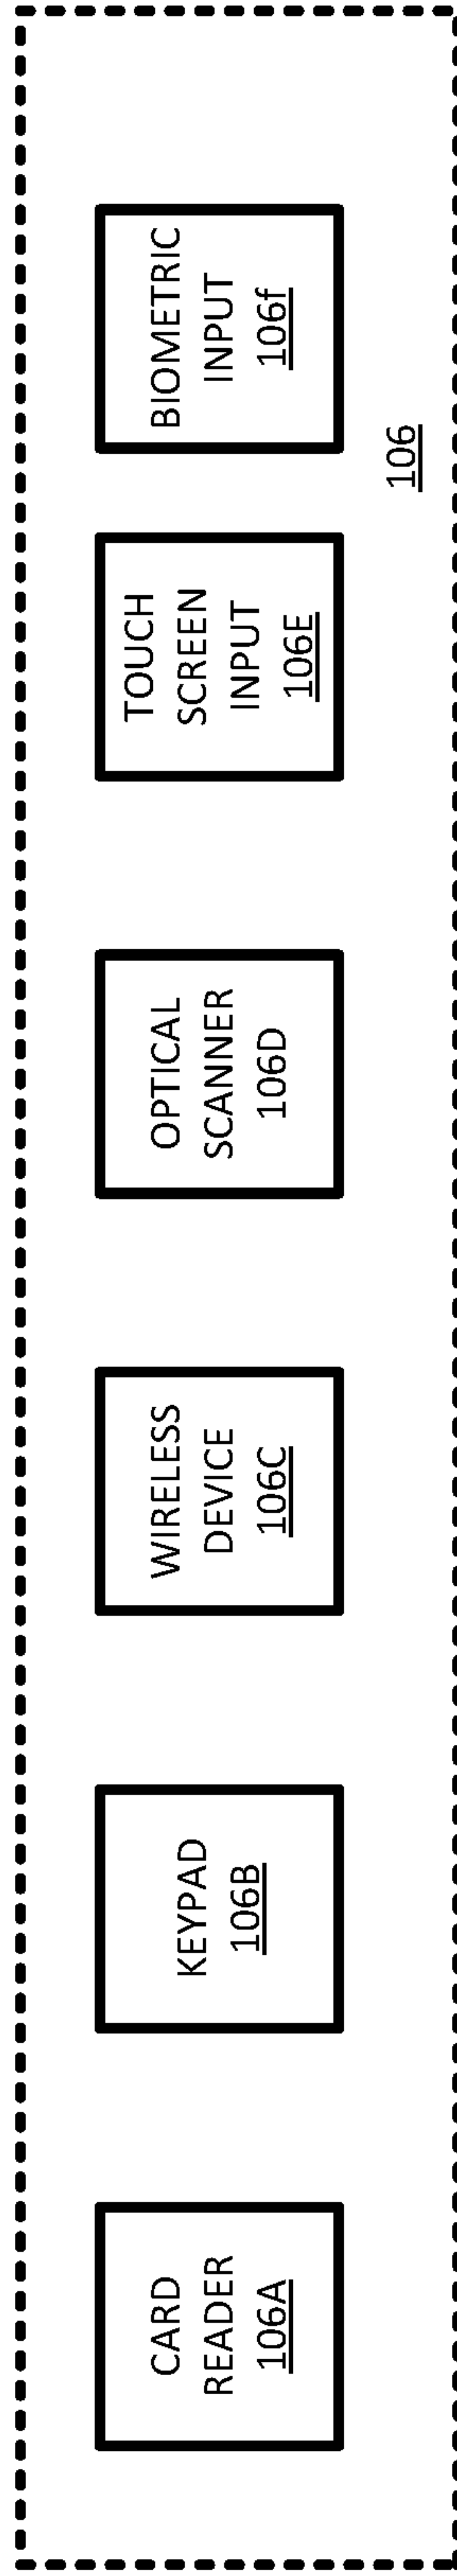 CARD
READER
106A
KEYPAD
106B
WIRELESS
DEVICE
106C
OPTICAL
SCANNER
106D
TOUCH
SCREEN
INPUT
106E
BIOMETRIC
INPUT
106f
106